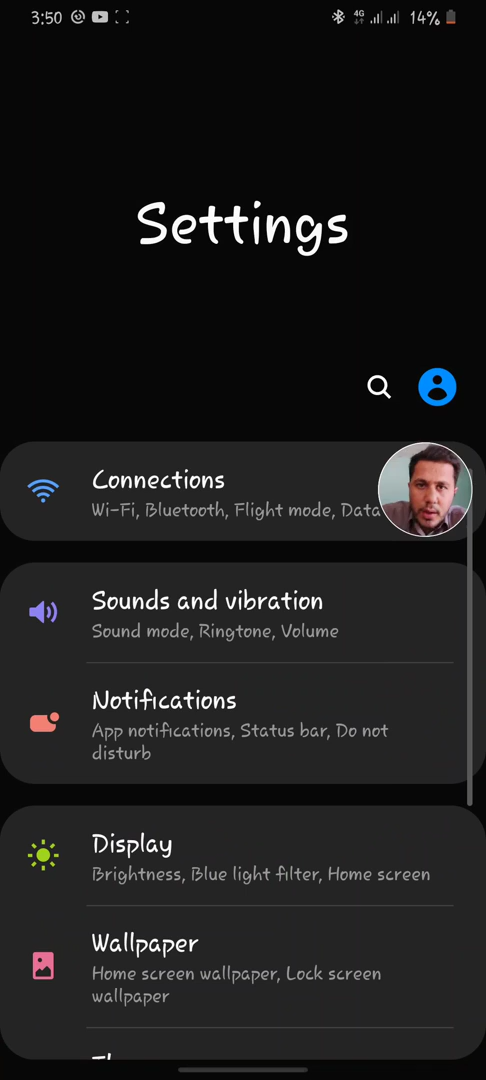 3:50
4G
14%
Settings
Connections
Wi-Fi, Bluetooth, Flight mode, Data
Sounds and vibration
Sound mode, Ringtone, Volume
Notifications
App notifications, Status bar, Do not
disturb
Display
Brightness, Blue light filter, Home screen
Wallpaper
Home screen wallpaper, Lock screen
wallpaper